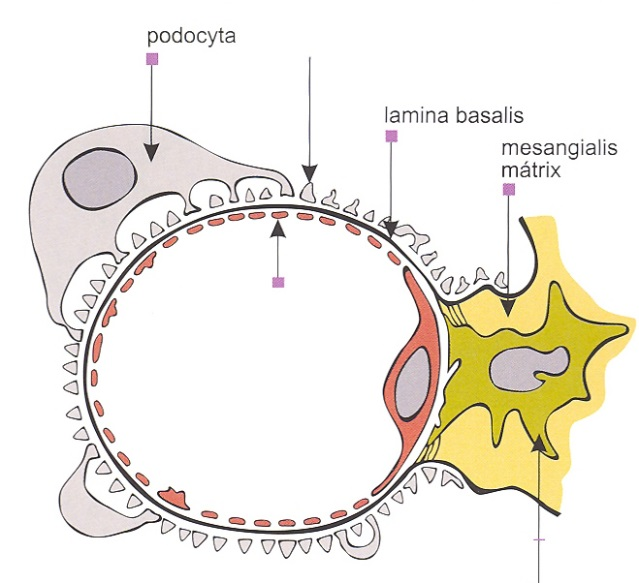 podocyta
lamina basalis
mesangialis
mátrix